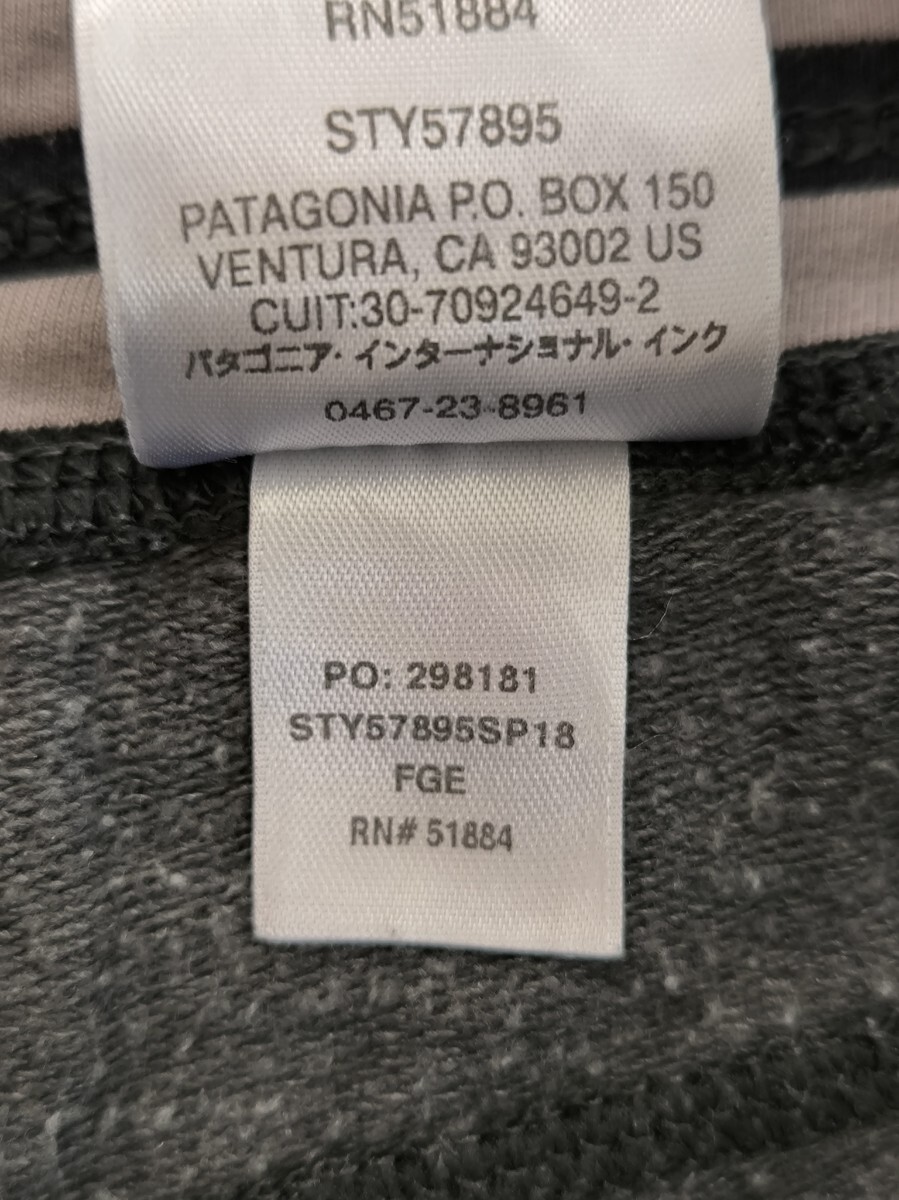 RN51884
STY57895
PATAGONIA P.O. BOX 150
VENTURA, CA 93002 US
CUIT:30-70924649-2
パタゴニア・インターナショナル・インク
0467-23-8961
PO: 298181
STY57895SP18
FGE
RN# 51884